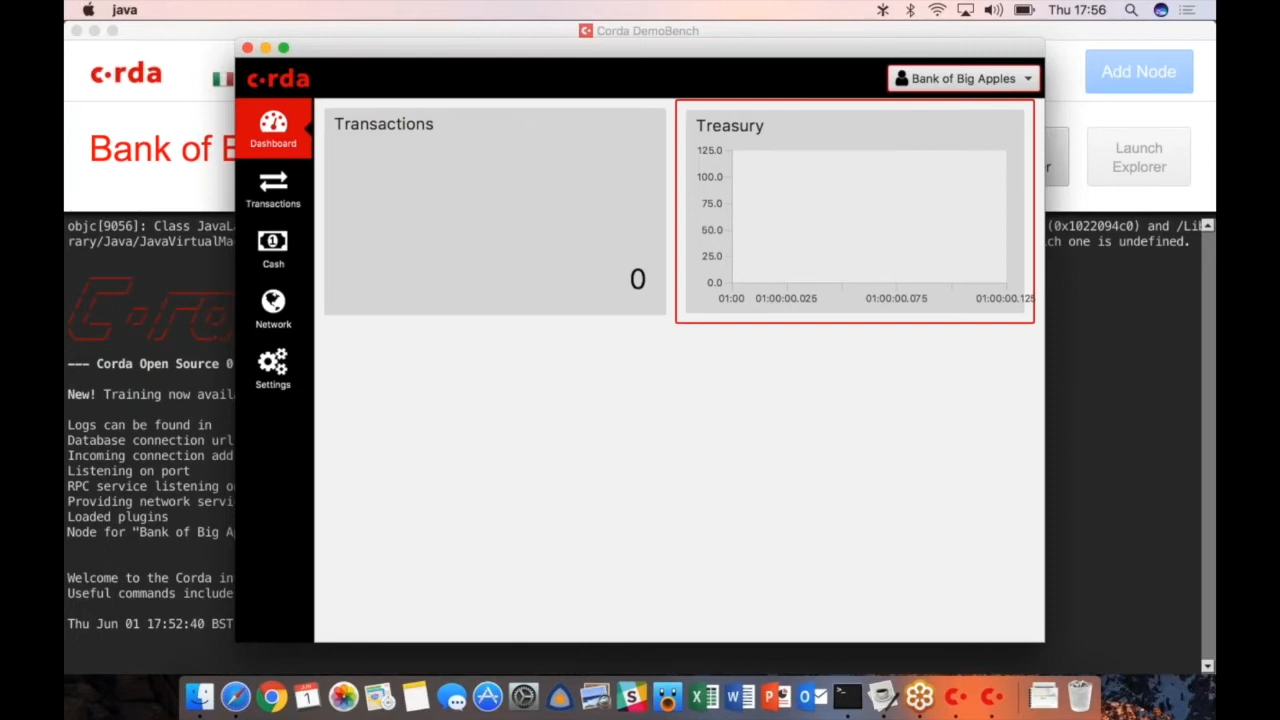 java
Thu 17:56
Corda DemoBench
c·rda
Add Node
c·rda
Bank of Big Apples
Bank of
Launch
Explorer
Dashboard
Transactions
Cash
Network
Settings
Transactions
0
Treasury
125.0
100.0
75.0
50.0
25.0
0.0
01:00 01:00:00.025 01:00:00.075 01:00:00.125
objc[9056]: Class JavaL
(0x1022094c0) and /Lib
rary/Java/JavaVirtualMa
ch one is undefined.
--- Corda Open Source 0
New! Training now avail
Logs can be found in
Database connection url
Incoming connection add
Listening on port
RPC service listening o
Providing network servi
Loaded plugins
Node for "Bank of Big A
Welcome to the Corda in
Useful commands include
Thu Jun 01 17:52:40 BST